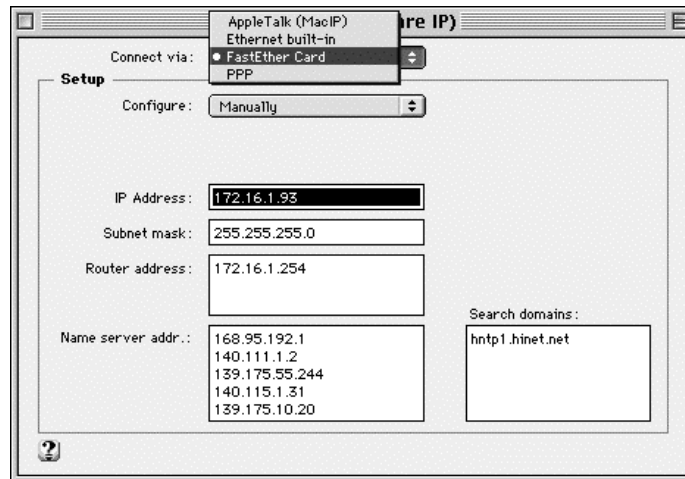 AppleTalk (MacIP)
Ethernet built-in
FastEther Card
PPP
re IP)
Connect via:
Setup
Configure: Manually
IP Address: 172.16.1.93
Subnet mask: 255.255.255.0
Router address: 172.16.1.254
Search domains:
Name server addr.: 168.95.192.1
hntp1.hinet.net
140.111.1.2
139.175.55.244
140.115.1.31
139.175.10.20